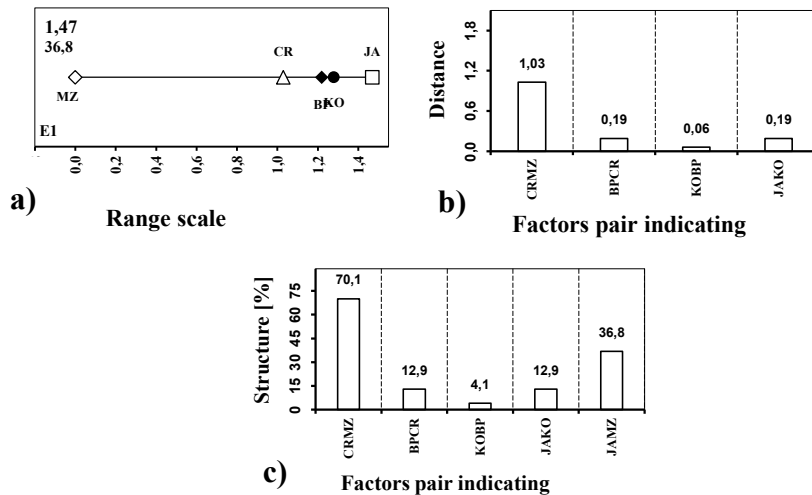 1,47
36,8
CR
JA
MZ
BP
KO
E1
0,0
0,2
0,4
0,6
0,8
1,0
1,2
1,4
a)
Range scale
Distance
0,0
0,6
1,2
1,8
1,03
0,19
0,06
0,19
CRMZ
BPCR
KOBP
JAKO
b)
Factors pair indicating
Structure [%]
0 15 30 45 60 75
70,1
12,9
4,1
12,9
36,8
CRMZ
BPCR
KOBP
JAKO
JAMZ
c)
Factors pair indicating